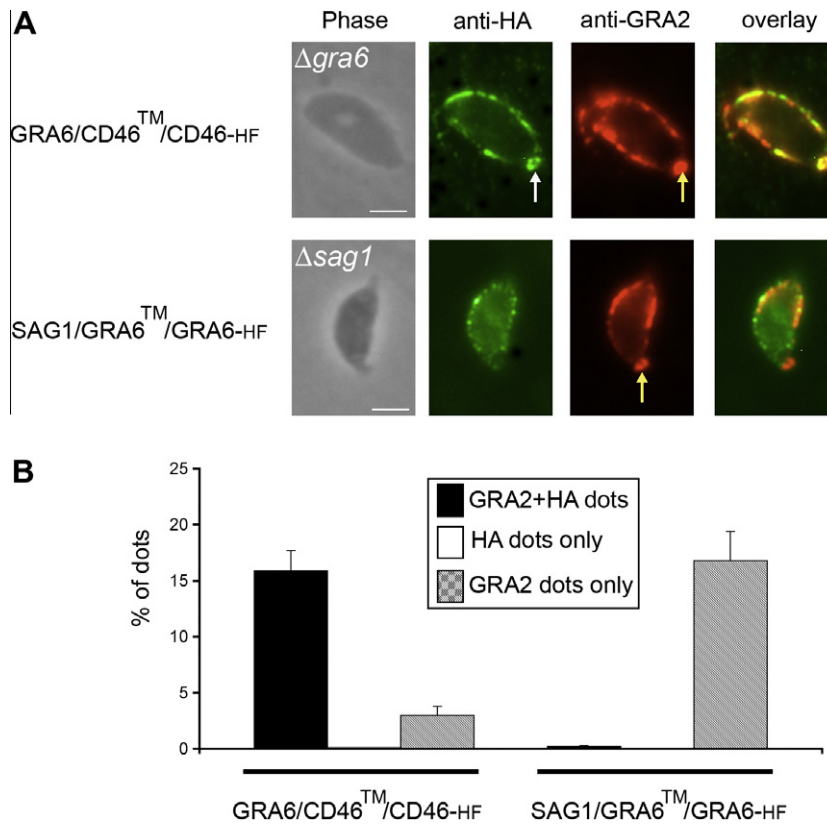 A
Phase anti-HA anti-GRA2 overlay
Δgra6
GRA6/CD46TM/CD46-HF
Δsag1
SAG1/GRA6TM/GRA6-HF
B
25
20
15
10
5
0
% of dots
GRA2+HA dots
HA dots only
GRA2 dots only
GRA6/CD46TM/CD46-HF SAG1/GRA6TM/GRA6-HF